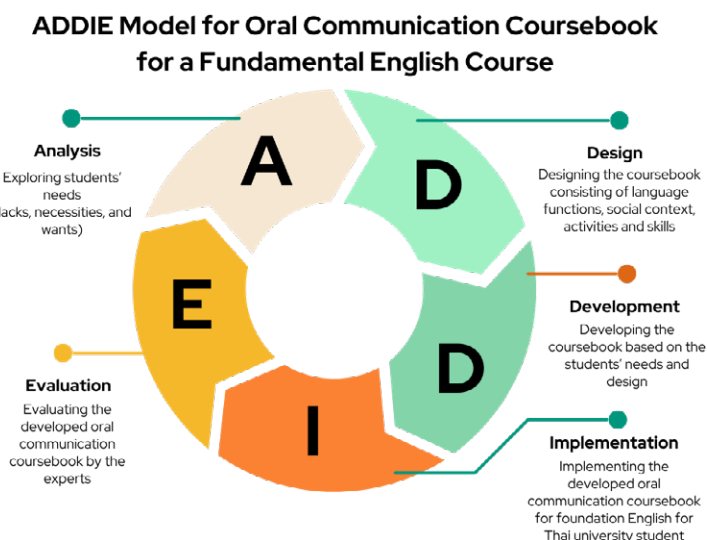 ADDIE Model for Oral Communication Coursebook
for a Fundamental English Course
A
Analysis
Exploring students'
needs
lacks, necessities, and
wants)
D
Design
Designing the coursebook
consisting of language
functions, social context,
activities and skills
D
Development
Developing the
coursebook based on the
students' needs and
design
I
Implementation
Implementing the
developed oral
communication coursebook
for foundation English for
Thai university student
E
Evaluation
Evaluating the
developed oral
communication
coursebook by the
experts